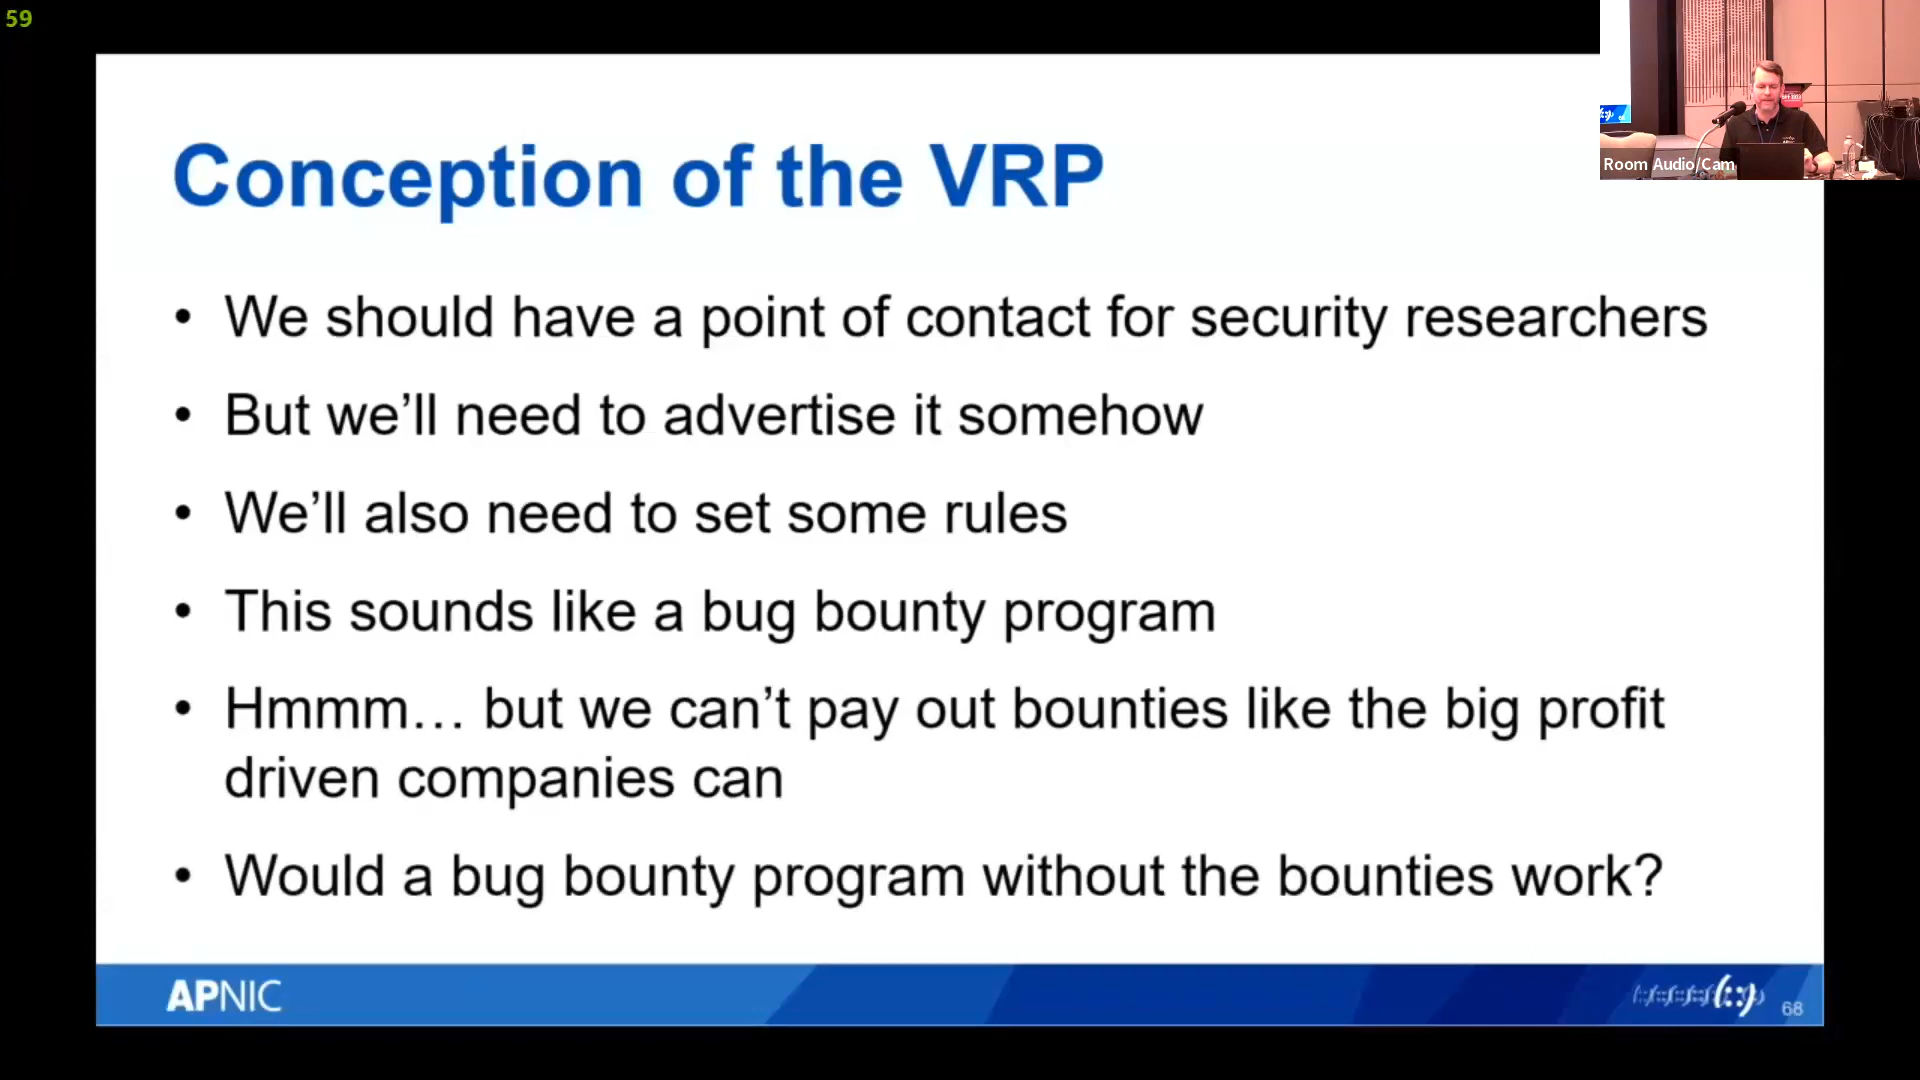 59
Conception of the VRP
• We should have a point of contact for security researchers
• But we’ll need to advertise it somehow
• We’ll also need to set some rules
• This sounds like a bug bounty program
• Hmmm… but we can’t pay out bounties like the big profit
driven companies can
• Would a bug bounty program without the bounties work?
APNIC
68
Room Audio/Cam